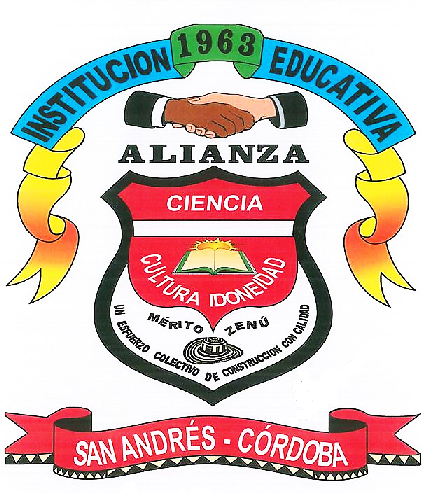 INSTITUCION 1963 EDUCATIVA
ALIANZA
CIENCIA
CULTURA IDONEIDAD
MÉRITO ZENÚ
UN ESFUERZO COLECTIVO DE CONSTRUCCION CON CALIDAD
SAN ANDRÉS - CÓRDOBA